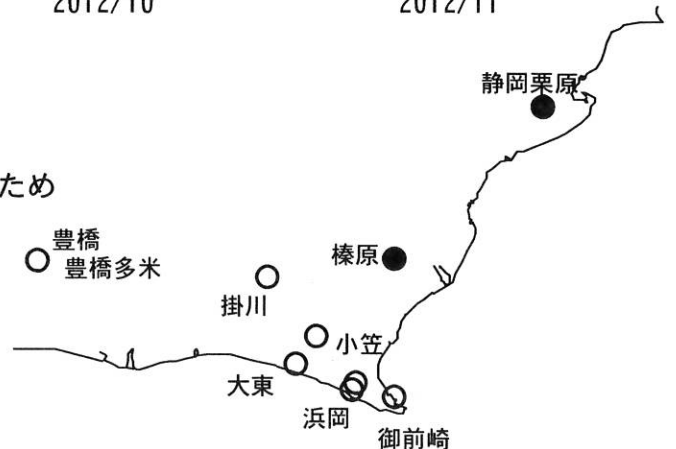 2012/10
2012/11
静岡栗原
ため
豊橋
豊橋多米
榛原
掛川
小笠
大東
浜岡
御前崎